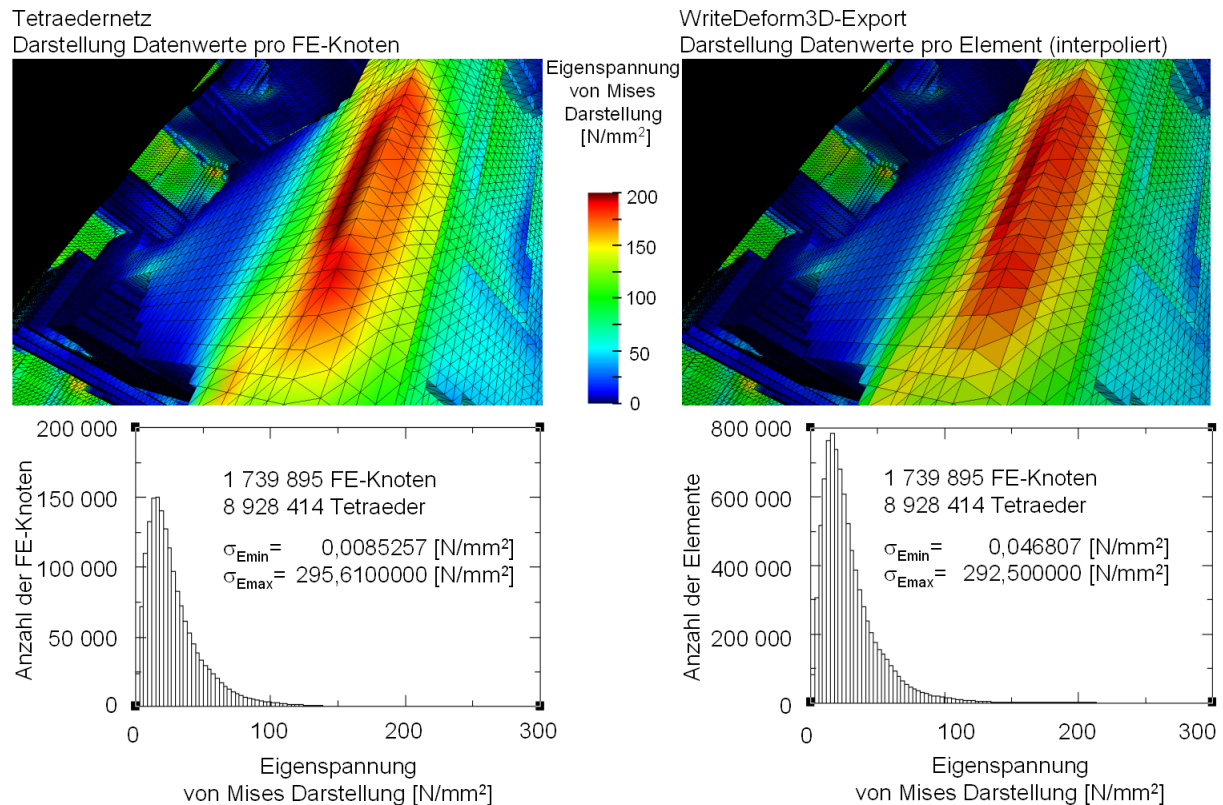 Tetraedernetz
Darstellung Datenwerte pro FE-Knoten
WriteDeform3D-Export
Darstellung Datenwerte pro Element (interpoliert)
Eigenspannung
von Mises
Darstellung
[N/mm²]
200
150
100
50
0
200 000
150 000
100 000
50 000
0
Anzahl der FE-Knoten
1 739 895 FE-Knoten
8 928 414 Tetraeder
σEmin= 0,0085257 [N/mm²]
σEmax= 295,6100000 [N/mm²]
0 100 200 300
Eigenspannung
von Mises Darstellung [N/mm²]
800 000
600 000
400 000
200 000
0
Anzahl der Elemente
1 739 895 FE-Knoten
8 928 414 Tetraeder
σEmin= 0,046807 [N/mm²]
σEmax= 292,500000 [N/mm²]
0 100 200 300
Eigenspannung
von Mises Darstellung [N/mm²]